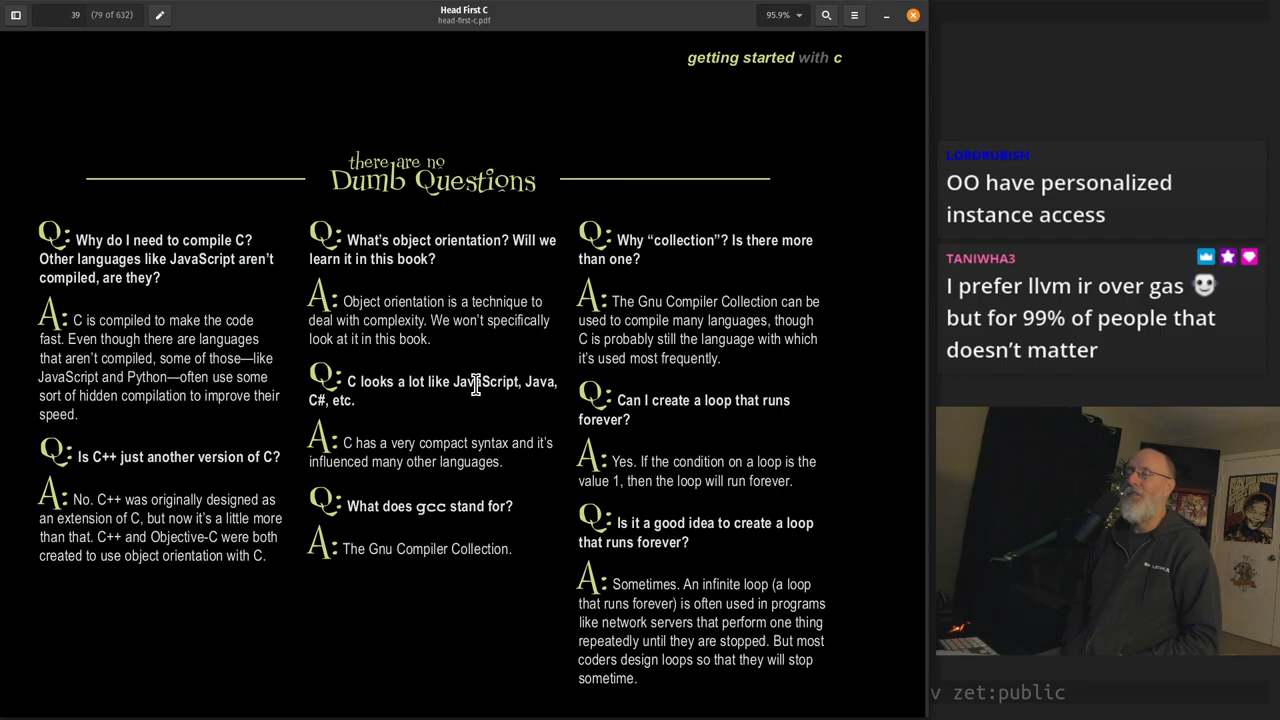 39 (79 of 632)
Head First C
head-first-c.pdf
95.9%
getting started with c
there are no
Dumb Questions
Q: Why do I need to compile C?
Other languages like JavaScript aren't
compiled, are they?
A: C is compiled to make the code
fast. Even though there are languages
that aren't compiled, some of those—like
JavaScript and Python—often use some
sort of hidden compilation to improve their
speed.
Q: Is C++ just another version of C?
A: No. C++ was originally designed as
an extension of C, but now it's a little more
than that. C++ and Objective-C were both
created to use object orientation with C.
Q: What's object orientation? Will we
learn it in this book?
A: Object orientation is a technique to
deal with complexity. We won't specifically
look at it in this book.
Q: C looks a lot like JavaScript, Java,
C#, etc.
A: C has a very compact syntax and it's
influenced many other languages.
Q: What does gcc stand for?
A: The Gnu Compiler Collection.
Q: Why “collection”? Is there more
than one?
A: The Gnu Compiler Collection can be
used to compile many languages, though
C is probably still the language with which
it's used most frequently.
Q: Can I create a loop that runs
forever?
A: Yes. If the condition on a loop is the
value 1, then the loop will run forever.
Q: Is it a good idea to create a loop
that runs forever?
A: Sometimes. An infinite loop (a loop
that runs forever) is often used in programs
like network servers that perform one thing
repeatedly until they are stopped. But most
coders design loops so that they will stop
sometime.
LORDRUBISH
OO have personalized
instance access
TANIWHA3
I prefer llvm ir over gas
but for 99% of people that
doesn't matter
v zet:public